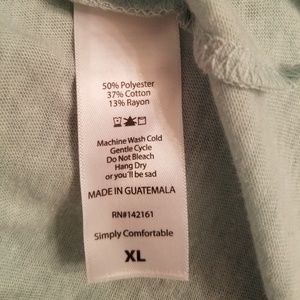 50% Polyester
37% Cotton
13% Rayon
Machine Wash Cold
Gentle Cycle
Do Not Bleach
Hang Dry
or you'll be sad
MADE IN GUATEMALA
RN#142161
Simply Comfortable
XL